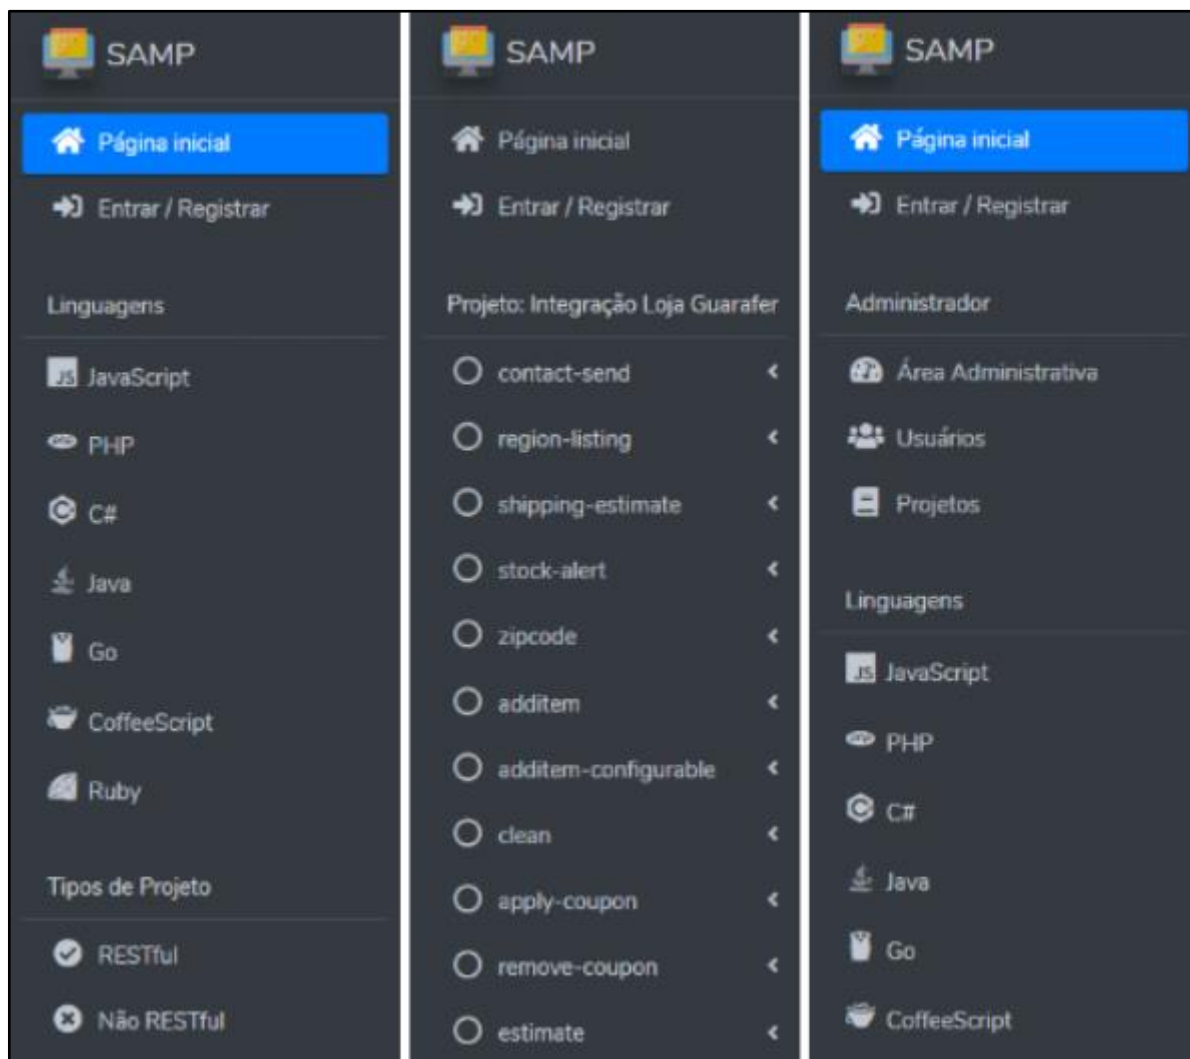 SAMP
Página inicial
Entrar / Registrar
Linguagens
JS JavaScript
PHP
C#
Java
Go
CoffeeScript
Ruby
Tipos de Projeto
RESTful
Não RESTful
SAMP
Página inicial
Entrar / Registrar
Projeto: Integração Loja Guarafer
contact-send
region-listing
shipping-estimate
stock-alert
zipcode
additem
additem-configurable
clean
apply-coupon
remove-coupon
estimate
SAMP
Página inicial
Entrar / Registrar
Administrador
Área Administrativa
Usuários
Projetos
Linguagens
JS JavaScript
PHP
C#
Java
Go
CoffeeScript